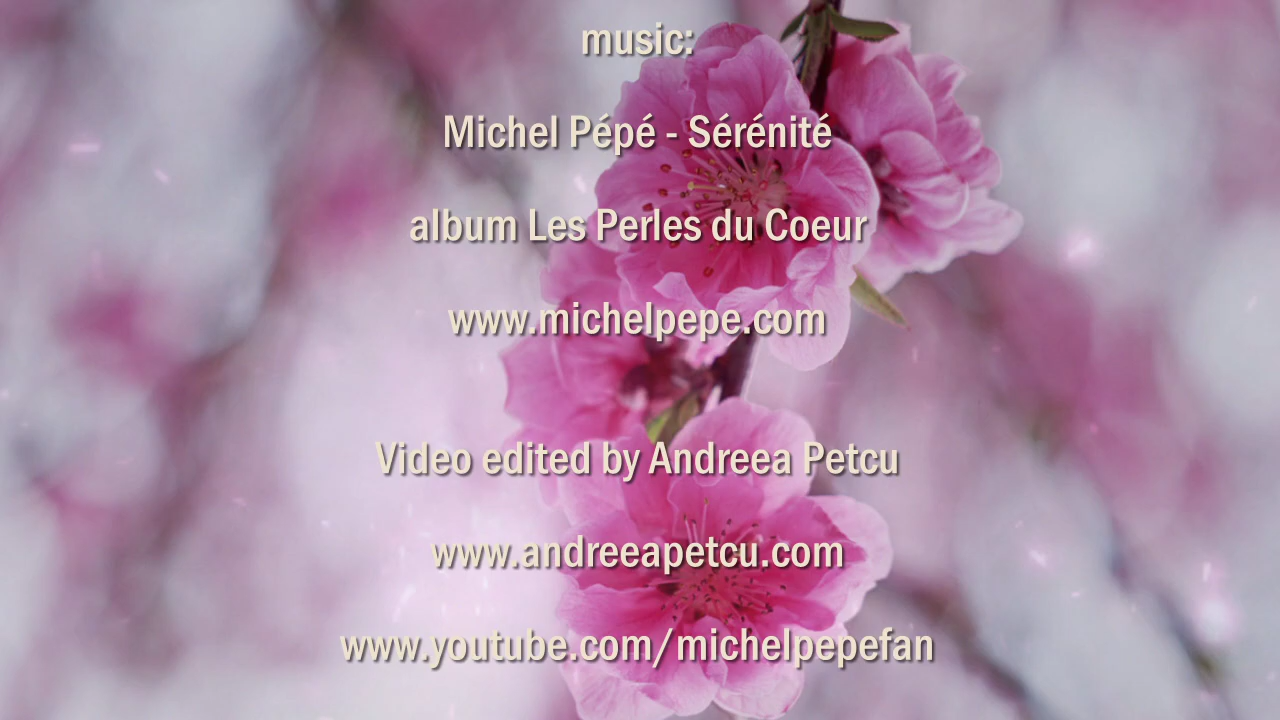 music:
Michel Pépé - Sérénité
album Les Perles du Coeur
www.michelpepe.com
Video edited by Andreea Petcu
www.andreeapetcu.com
www.youtube.com/michelpepefan